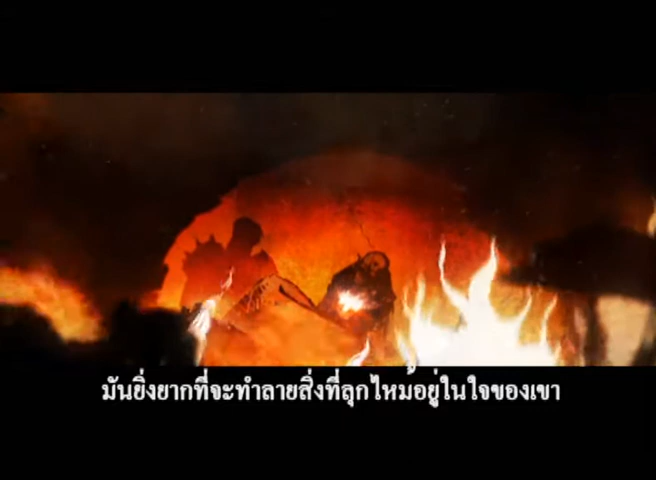 มันยิ่งยากที่จะทำลายสิ่งที่ลุกไหม้อยู่ในใจของเขา